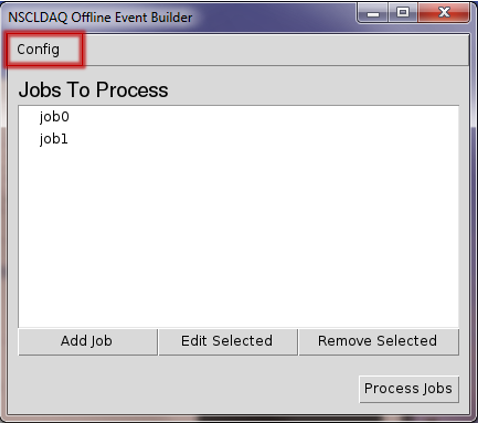 NSCLDAQ Offline Event Builder
Config
Jobs To Process
job0
job1
Add Job Edit Selected Remove Selected
Process Jobs